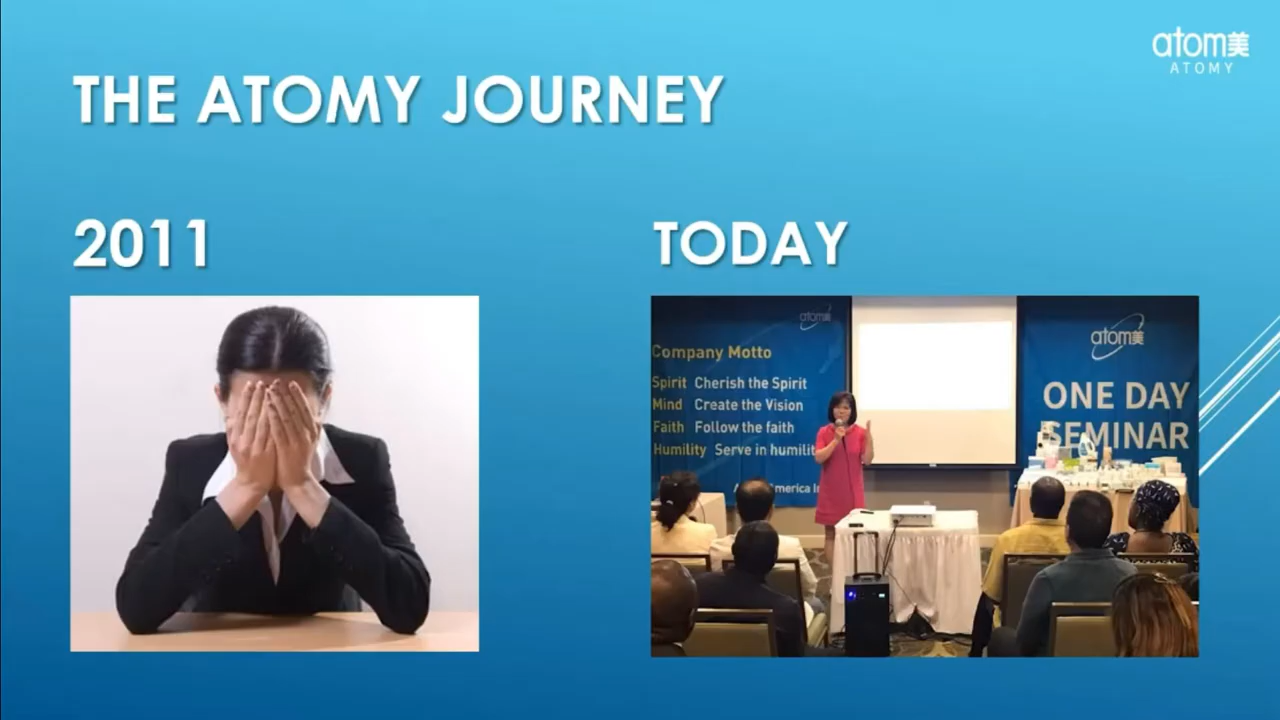 atom美
ATOMY
THE ATOMY JOURNEY
2011
TODAY
atom美
Company Motto
Spirit Cherish the Spirit
Mind Create the Vision
Faith Follow the faith
Humility Serve in humilit
America In
atom美
ONE DAY
SEMINAR